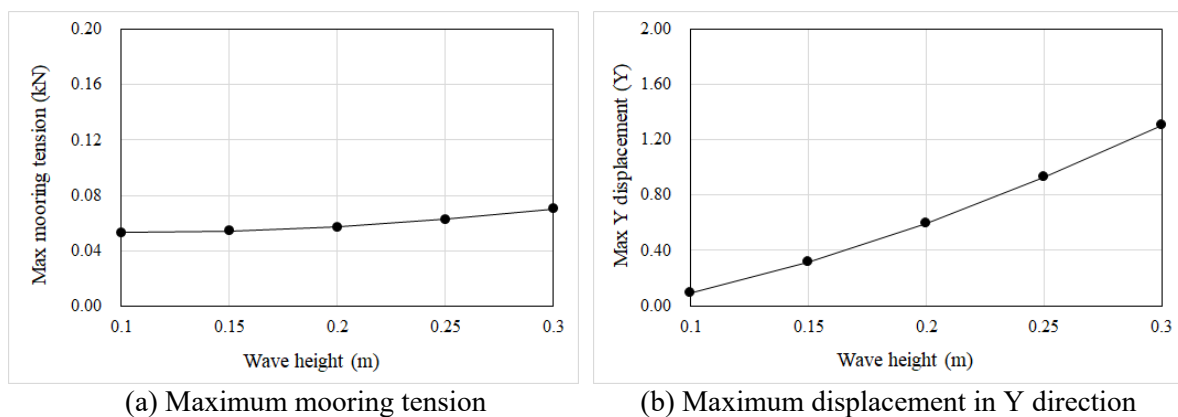 0.20
0.16
0.12
0.08
0.04
0.00
Max mooring tension (kN)
0.1 0.15 0.2 0.25 0.3
Wave height (m)
(a) Maximum mooring tension
2.00
1.60
1.20
0.80
0.40
0.00
Max Y displacement (Y)
0.1 0.15 0.2 0.25 0.3
Wave height (m)
(b) Maximum displacement in Y direction